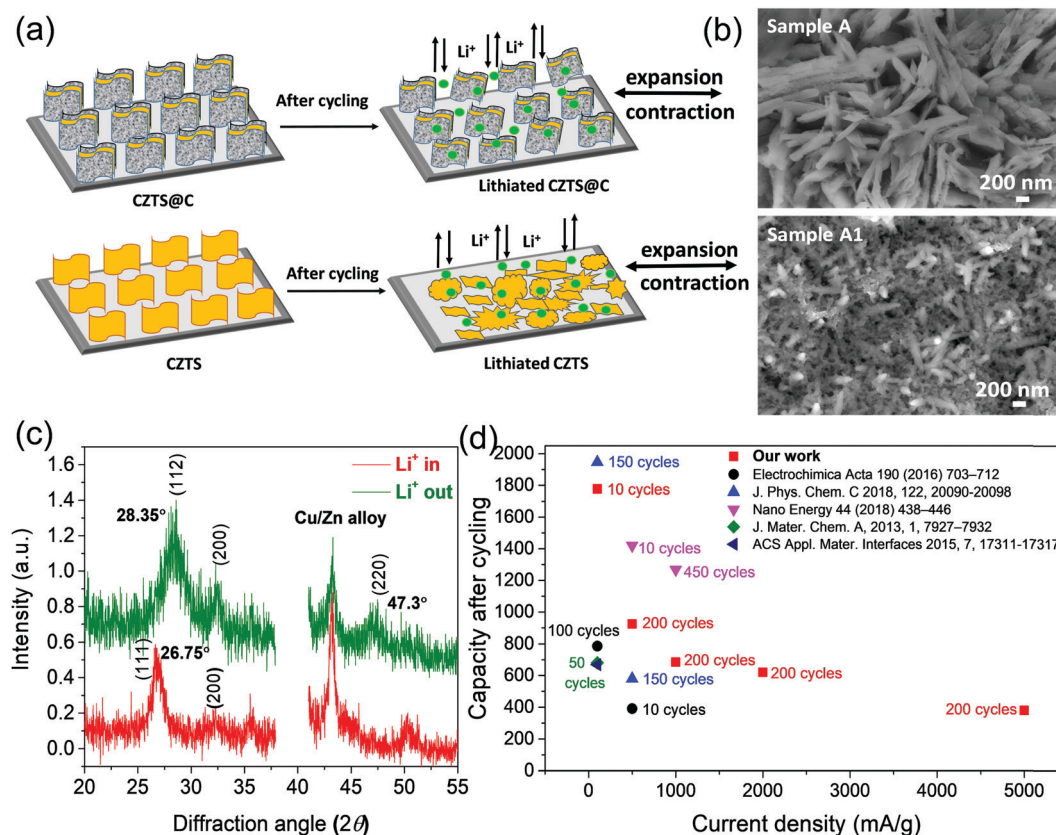 (a)
Li⁺ Li⁺
After cycling
expansion
contraction
CZTS@C
Lithiated CZTS@C
Li⁺ Li⁺
After cycling
expansion
contraction
CZTS
Lithiated CZTS
(b)
Sample A
200 nm
Sample A1
200 nm
(c)
Intensity (a.u.)
1.6
1.4
1.2
1.0
0.8
0.6
0.4
0.2
0.0
Li⁺ in
Li⁺ out
(112)
28.35°
(200)
Cu/Zn alloy
(220)
47.3°
(111)
26.75°
(200)
20 25 30 35 40 45 50 55
Diffraction angle (2θ)
(d)
Capacity after cycling
2000
1800
1600
1400
1200
1000
800
600
400
200
0
Our work
Electrochimica Acta 190 (2016) 703–712
J. Phys. Chem. C 2018, 122, 20090-20098
Nano Energy 44 (2018) 438–446
J. Mater. Chem. A, 2013, 1, 7927–7932
ACS Appl. Mater. Interfaces 2015, 7, 17311-17317
150 cycles
10 cycles
10 cycles
450 cycles
200 cycles
100 cycles
50
cycles
200 cycles
200 cycles
150 cycles
10 cycles
200 cycles
0 1000 2000 3000 4000 5000
Current density (mA/g)